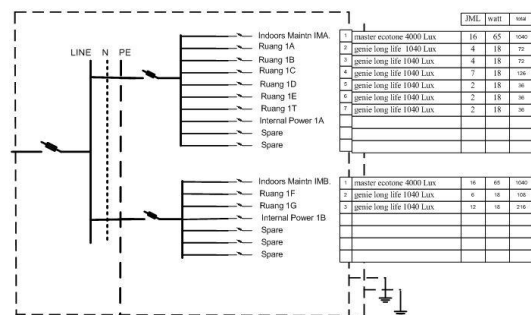 JML watt total
LINE N PE
Indoors Maintn IMA.
Ruang 1A
Ruang 1B
Ruang 1C
Ruang 1D
Ruang 1E
Ruang 1T
Internal Power 1A
Spare
Spare
1 master ecotone 4000 Lux 16 65 1040
2 genie long life 1040 Lux 4 18 72
3 genie long life 1040 Lux 4 18 72
4 genie long life 1040 Lux 7 18 126
5 genie long life 1040 Lux 2 18 36
6 genie long life 1040 Lux 2 18 36
7 genie long life 1040 Lux 2 18 36
Indoors Maintn IMB.
Ruang 1F
Ruang 1G
Internal Power 1B
Spare
Spare
Spare
1 master ecotone 4000 Lux 16 65 1040
2 genie long life 1040 Lux 6 18 108
3 genie long life 1040 Lux 12 18 216